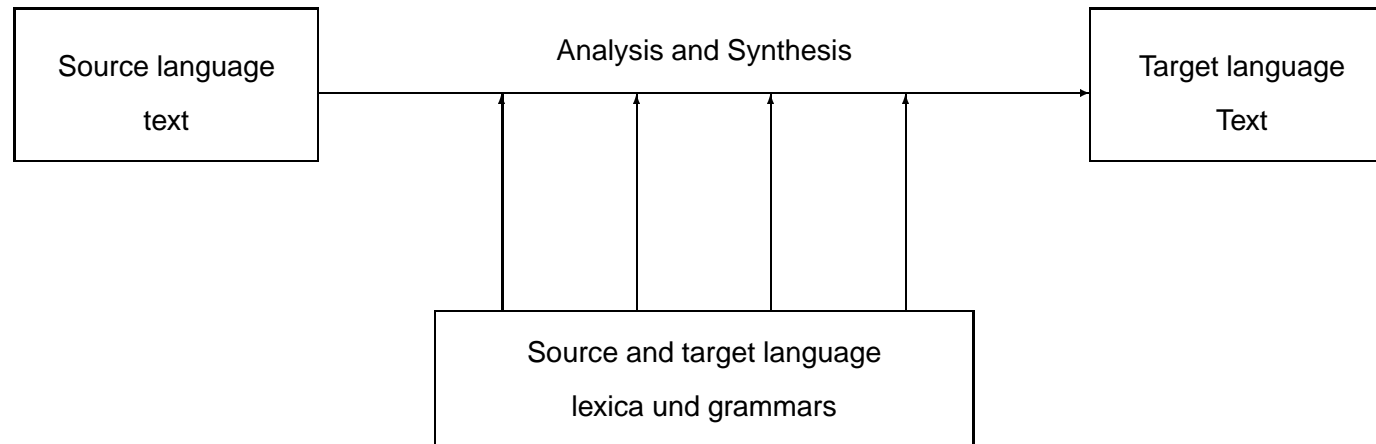 Source language
text
Analysis and Synthesis
Target language
Text
Source and target language
lexica und grammars